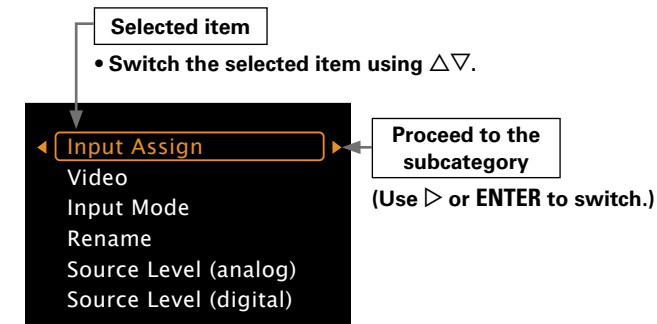 Selected item
• Switch the selected item using △▽.
Input Assign
Video
Input Mode
Rename
Source Level (analog)
Source Level (digital)
Proceed to the
subcategory
(Use ▷ or ENTER to switch.)